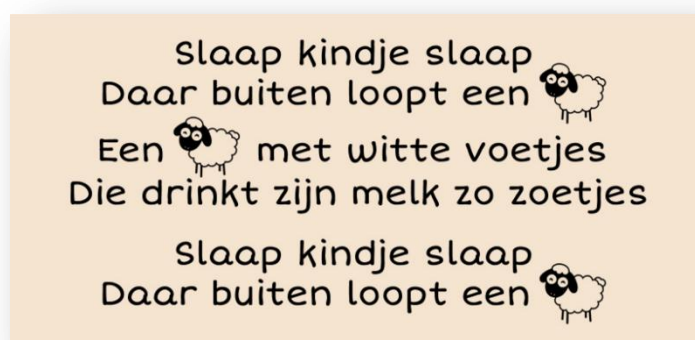 Slaap kindje slaap
Daar buiten loopt een
Een met witte voetjes
Die drinkt zijn melk zo zoetjes
Slaap kindje slaap
Daar buiten loopt een